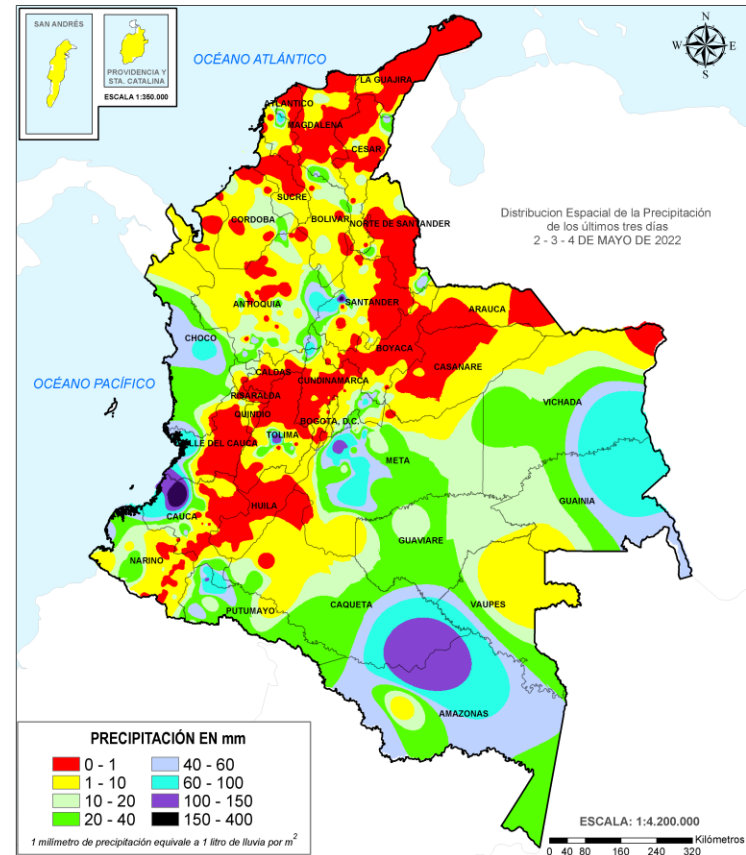 SAN ANDRÉS
PROVIDENCIA Y
STA. CATALINA
ESCALA 1:350.000
OCÉANO ATLÁNTICO
N
W
E
S
LA GUAJIRA
ATLANTICO
MAGDALENA
CESAR
SUCRE
CORDOBA
BOLIVAR
NORTE DE SANTANDER
Distribucion Espacial de la Precipitación
de los últimos tres días
2 - 3 - 4 DE MAYO DE 2022
ANTIOQUIA
SANTANDER
ARAUCA
CHOCO
BOYACA
CASANARE
OCÉANO PACÍFICO
CALDAS
CUNDINAMARCA
RISARALDA
QUINDIO
BOGOTA, D.C.
VICHADA
TOLIMA
VALLE DEL CAUCA
META
GUAINIA
HUILA
CAUCA
GUAVIARE
NARINO
CAQUETA
VAUPES
PUTUMAYO
AMAZONAS
PRECIPITACIÓN EN mm
0 - 1
40 - 60
1 - 10
60 - 100
10 - 20
100 - 150
20 - 40
150 - 400
1 milímetro de precipitación equivale a 1 litro de lluvia por m²
ESCALA: 1:4.200.000
Kilómetros
0 40 80 160 240 320